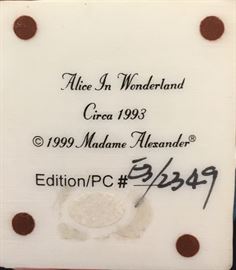 Alice In Wonderland
Circa 1993
© 1999 Madame Alexander®
Edition/PC # E3/2349